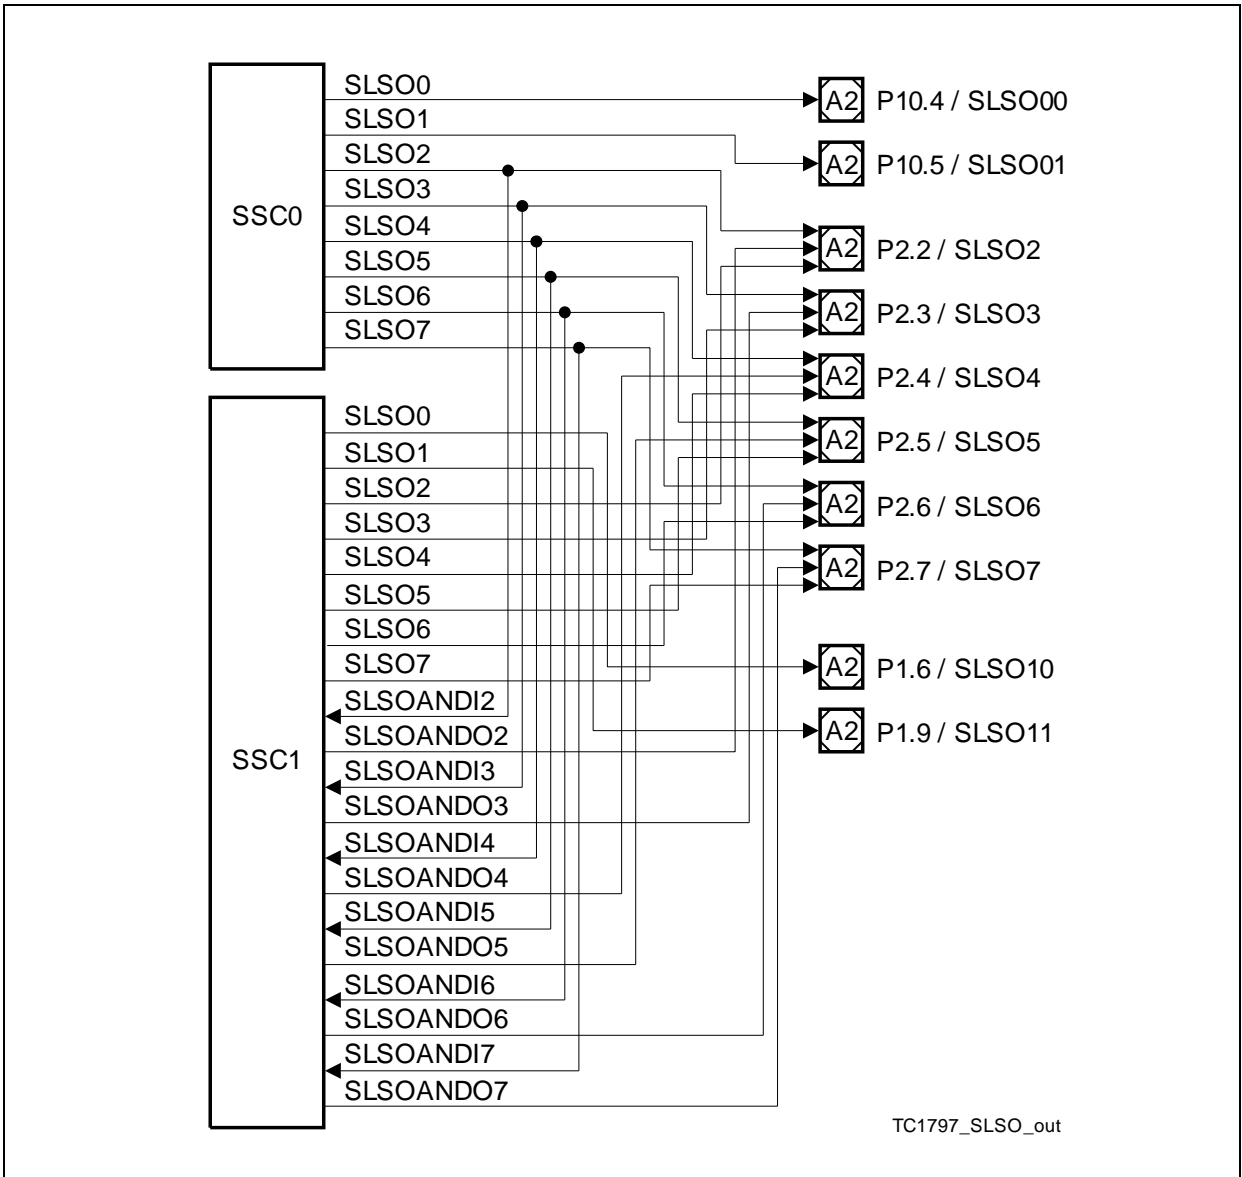 SSC0
SLSO0
SLSO1
SLSO2
SLSO3
SLSO4
SLSO5
SLSO6
SLSO7
SSC1
SLSO0
SLSO1
SLSO2
SLSO3
SLSO4
SLSO5
SLSO6
SLSO7
SLSOANDI2
SLSOANDO2
SLSOANDI3
SLSOANDO3
SLSOANDI4
SLSOANDO4
SLSOANDI5
SLSOANDO5
SLSOANDI6
SLSOANDO6
SLSOANDI7
SLSOANDO7
A2 P10.4 / SLSO00
A2 P10.5 / SLSO01
A2 P2.2 / SLSO2
A2 P2.3 / SLSO3
A2 P2.4 / SLSO4
A2 P2.5 / SLSO5
A2 P2.6 / SLSO6
A2 P2.7 / SLSO7
A2 P1.6 / SLSO10
A2 P1.9 / SLSO11
TC1797_SLSO_out